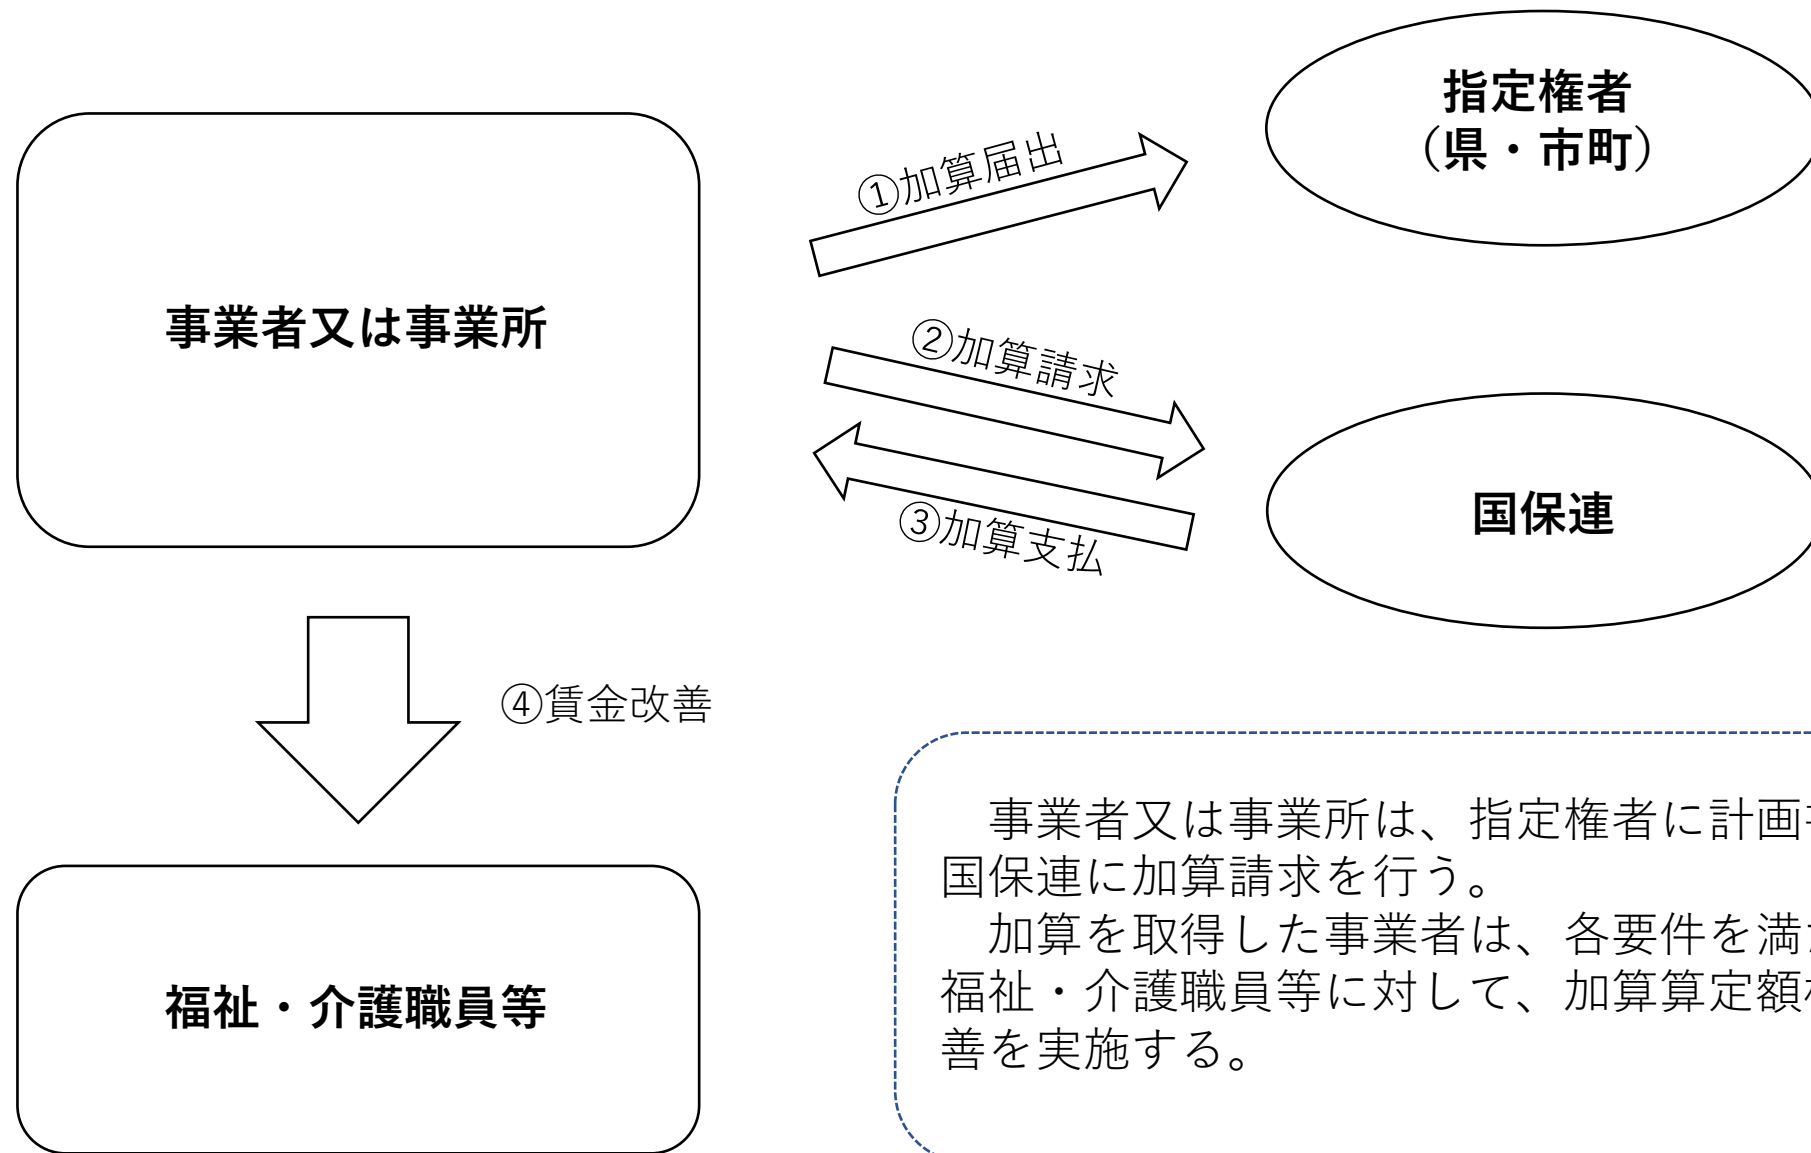 指定権者
（県・市町）
①加算届出
事業者又は事業所
②加算請求
③加算支払
国保連
④賃金改善
事業者又は事業所は、指定権者に計画
国保連に加算請求を行う。
加算を取得した事業者は、各要件を満
福祉・介護職員等に対して、加算算定額
善を実施する。
福祉・介護職員等